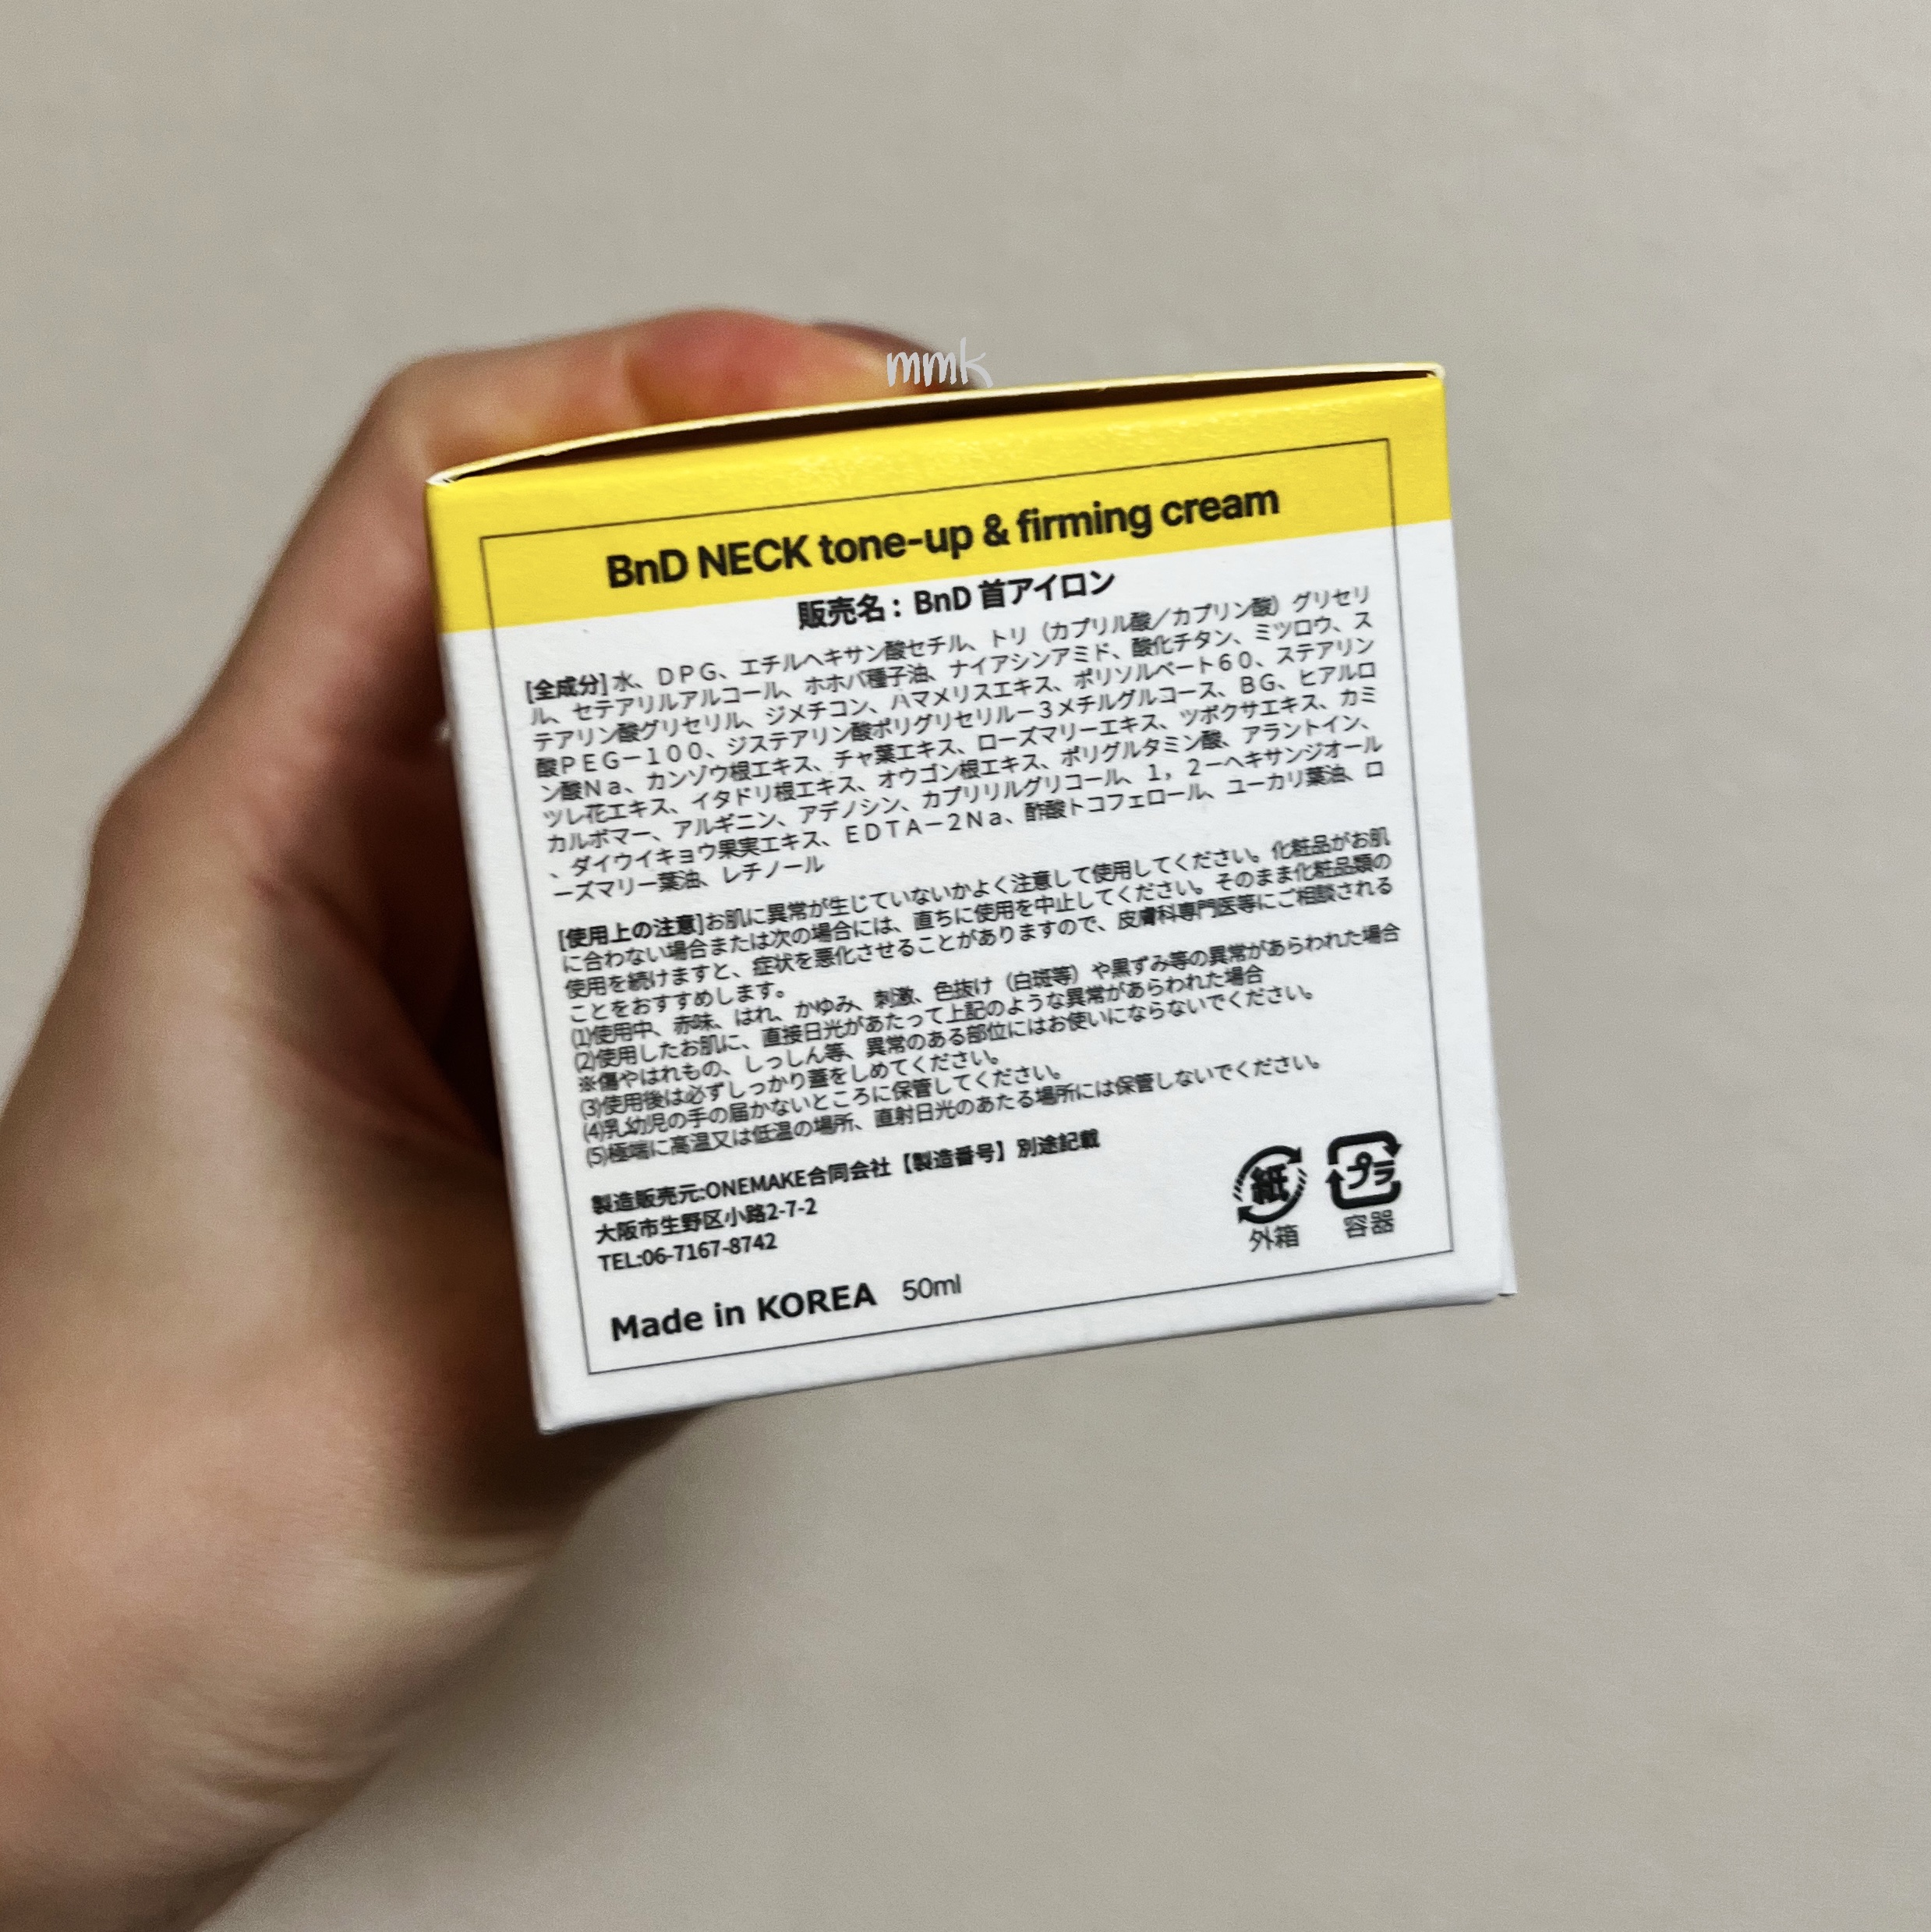 mmk
BnD NECK tone-up & firming cream
販売名： BnD 首アイロン
[全成分] 水、ＤＰＧ、エチルヘキサン酸セチル、トリ（カプリル酸／カプリン酸）グリセリ
ル、セテアリルアルコール、ホホバ種子油、ナイアシンアミド、酸化チタン、ミツロウ、ス
テアリン酸グリセリル、ジメチコン、ハマメリスエキス、ポリソルベート６０、ステアリン
酸ＰＥＧ－１００、ジステアリン酸ポリグリセリル－３メチルグルコース、ＢＧ、ヒアルロ
ン酸Ｎａ、カンゾウ根エキス、チャ葉エキス、ローズマリーエキス、ツボクサエキス、カミ
ツレ花エキス、イタドリ根エキス、オウゴン根エキス、ポリグルタミン酸、アラントイン、
カルボマー、アルギニン、アデノシン、カプリリルグリコール、１，２－ヘキサンジオール
、ダイウイキョウ果実エキス、ＥＤＴＡ－２Ｎａ、酢酸トコフェロール、ユーカリ葉油、ロ
ーズマリー葉油、レチノール
[使用上の注意]お肌に異常が生じていないかよく注意して使用してください。化粧品がお肌
に合わない場合または次の場合には、直ちに使用を中止してください。そのまま化粧品類の
使用を続けますと、症状を悪化させることがありますので、皮膚科専門医等にご相談される
ことをおすすめします。
(1)使用中、赤味、はれ、かゆみ、刺激、色抜け（白斑等）や黒ずみ等の異常があらわれた場合
(2)使用したお肌に、直接日光があたって上記のような異常があらわれた場合
※傷やはれもの、しっしん等、異常のある部位にはお使いにならないでください。
(3)使用後は必ずしっかり蓋をしめてください。
(4)乳幼児の手の届かないところに保管してください。
(5)極端に高温又は低温の場所、直射日光のあたる場所には保管しないでください。
製造販売元:ONEMAKE合同会社【製造番号】別途記載
大阪市生野区小路2-7-2
TEL:06-7167-8742
紙 プラ
外箱 容器
Made in KOREA 50ml